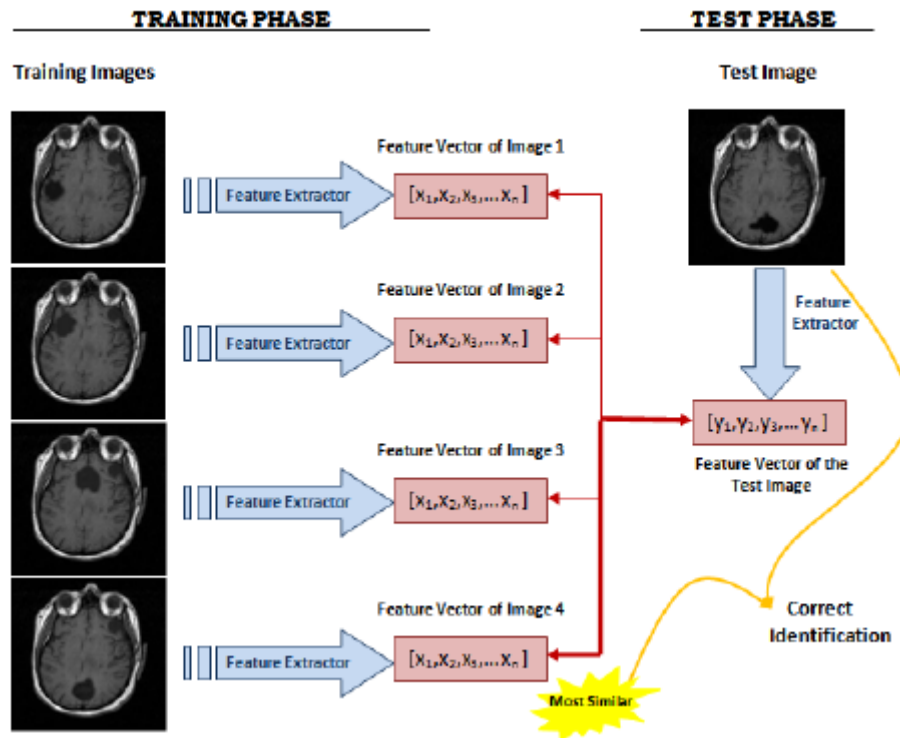 TRAINING PHASE
TEST PHASE
Training Images
Test Image
Feature Vector of Image 1
Feature Extractor
[x₁,x₂,x₃,...xₙ]
Feature Vector of Image 2
Feature Extractor
[x₁,x₂,x₃,...xₙ]
Feature
Extractor
[y₁,y₂,y₃,...yₙ]
Feature Vector of the
Test Image
Feature Vector of Image 3
Feature Extractor
[x₁,x₂,x₃,...xₙ]
Feature Vector of Image 4
Feature Extractor
[x₁,x₂,x₃,...xₙ]
Correct
Identification
Most Similar